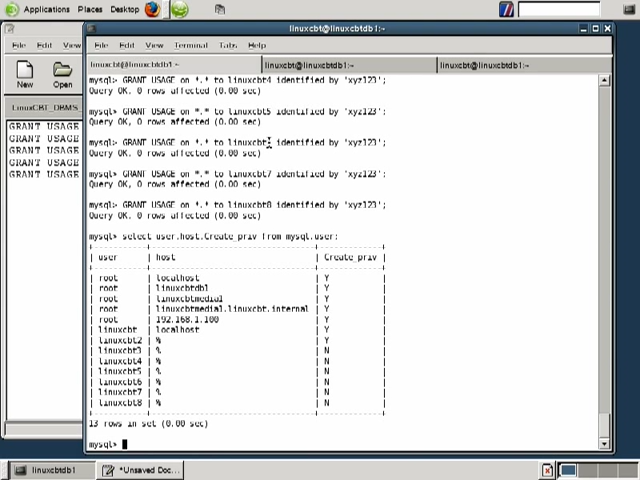 Applications Places Desktop
linuxcbt@linuxcbtdb1:~
File Edit View
File Edit View Terminal Tabs Help
linuxcbt@linuxcbtdb1:~ linuxcbt@linuxcbtdb1:~ linuxcbt@linuxcbtdb1:~
New Open
LinuxCBT_DBMS_
GRANT USAGE
GRANT USAGE
GRANT USAGE
GRANT USAGE
GRANT USAGE
mysql> GRANT USAGE on *.* to linuxcbt4 identified by 'xyz123';
Query OK, 0 rows affected (0.00 sec)
mysql> GRANT USAGE on *.* to linuxcbt5 identified by 'xyz123';
Query OK, 0 rows affected (0.00 sec)
mysql> GRANT USAGE on *.* to linuxcbt identified by 'xyz123';
Query OK, 0 rows affected (0.00 sec)
mysql> GRANT USAGE on *.* to linuxcbt7 identified by 'xyz123';
Query OK, 0 rows affected (0.00 sec)
mysql> GRANT USAGE on *.* to linuxcbt8 identified by 'xyz123';
Query OK, 0 rows affected (0.00 sec)
mysql> select user,host,Create_priv from mysql.user;
| user | host | Create_priv |
| root | localhost | Y |
| root | linuxcbtdb1 | Y |
| root | linuxcbtmedia1 | Y |
| root | linuxcbtmedia1.linuxcbt.internal | Y |
| root | 192.168.1.100 | Y |
| linuxcbt | localhost | Y |
| linuxcbt2 | % | Y |
| linuxcbt3 | % | N |
| linuxcbt4 | % | N |
| linuxcbt5 | % | N |
| linuxcbt6 | % | N |
| linuxcbt7 | % | N |
| linuxcbt8 | % | N |
13 rows in set (0.00 sec)
mysql>
linuxcbtdb1 *Unsaved Doc...